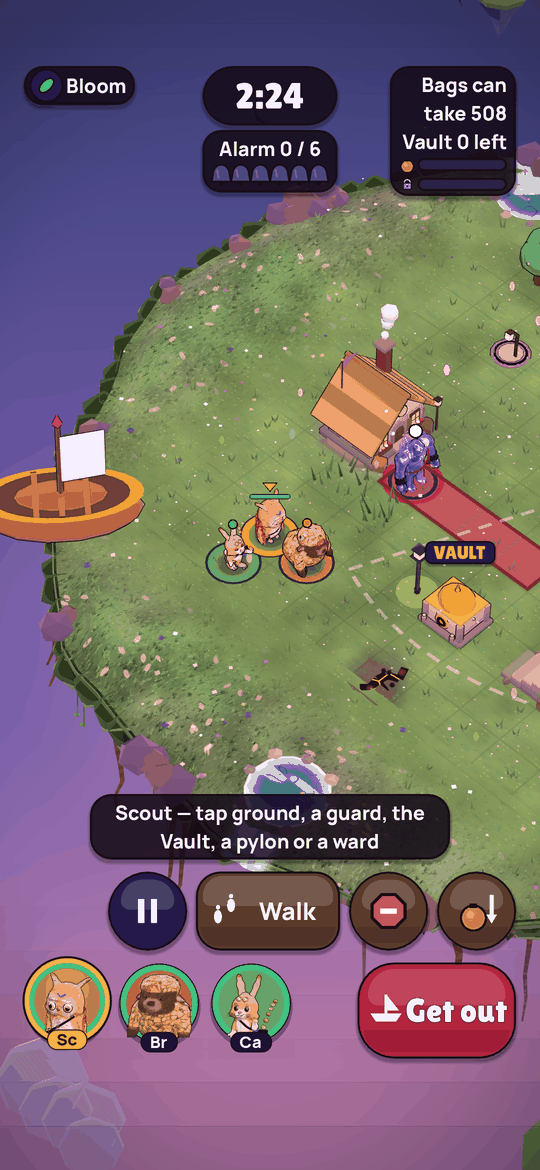 Bloom
2:24
Alarm 0 / 6
Bags can
take 508
Vault 0 left
VAULT
Scout — tap ground, a guard, the
Vault, a pylon or a ward
Walk
Sc
Br
Ca
Get out